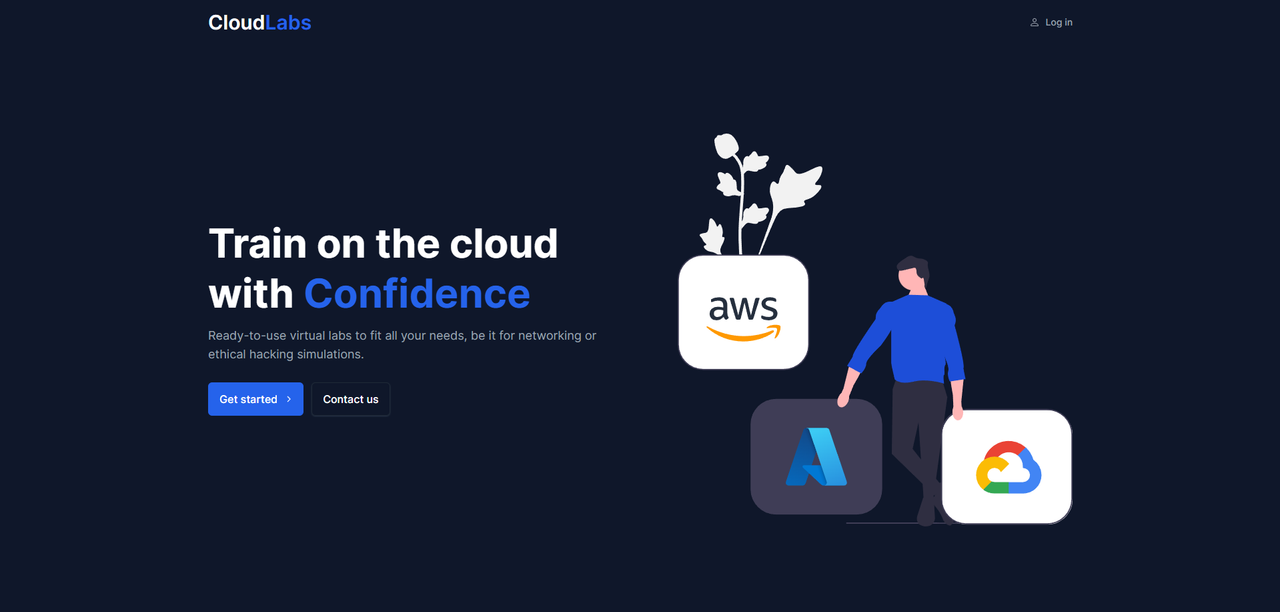 CloudLabs
Log in
Train on the cloud
with Confidence
Ready-to-use virtual labs to fit all your needs, be it for networking or
ethical hacking simulations.
Get started
Contact us
aws